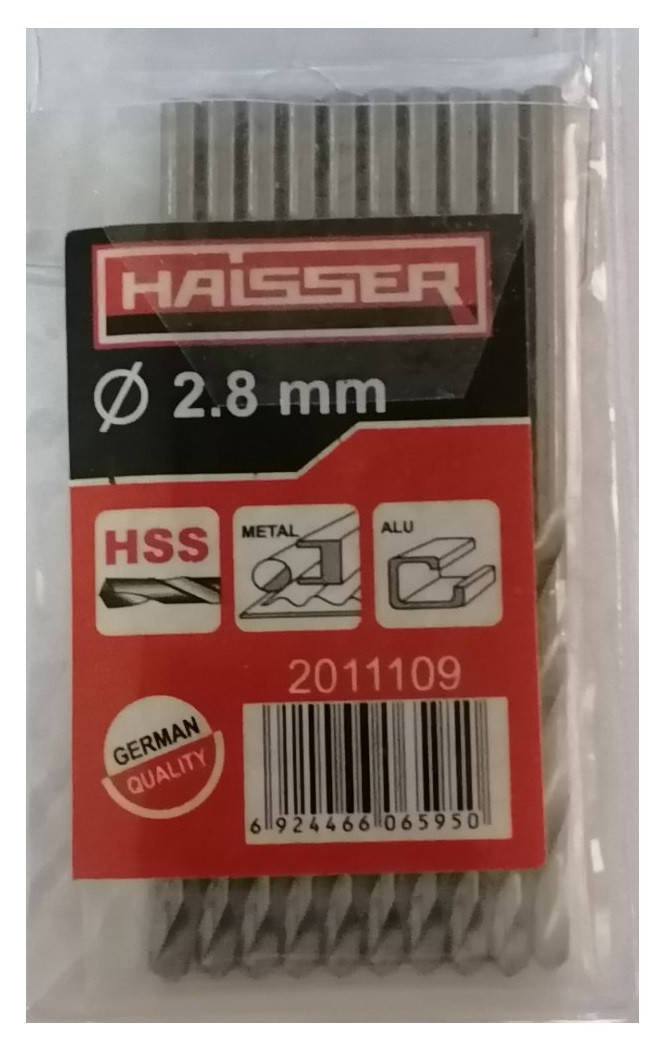 HAISSER
Ø 2.8 mm
HSS
METAL
ALU
2011109
GERMAN
QUALITY
6 924466 065950